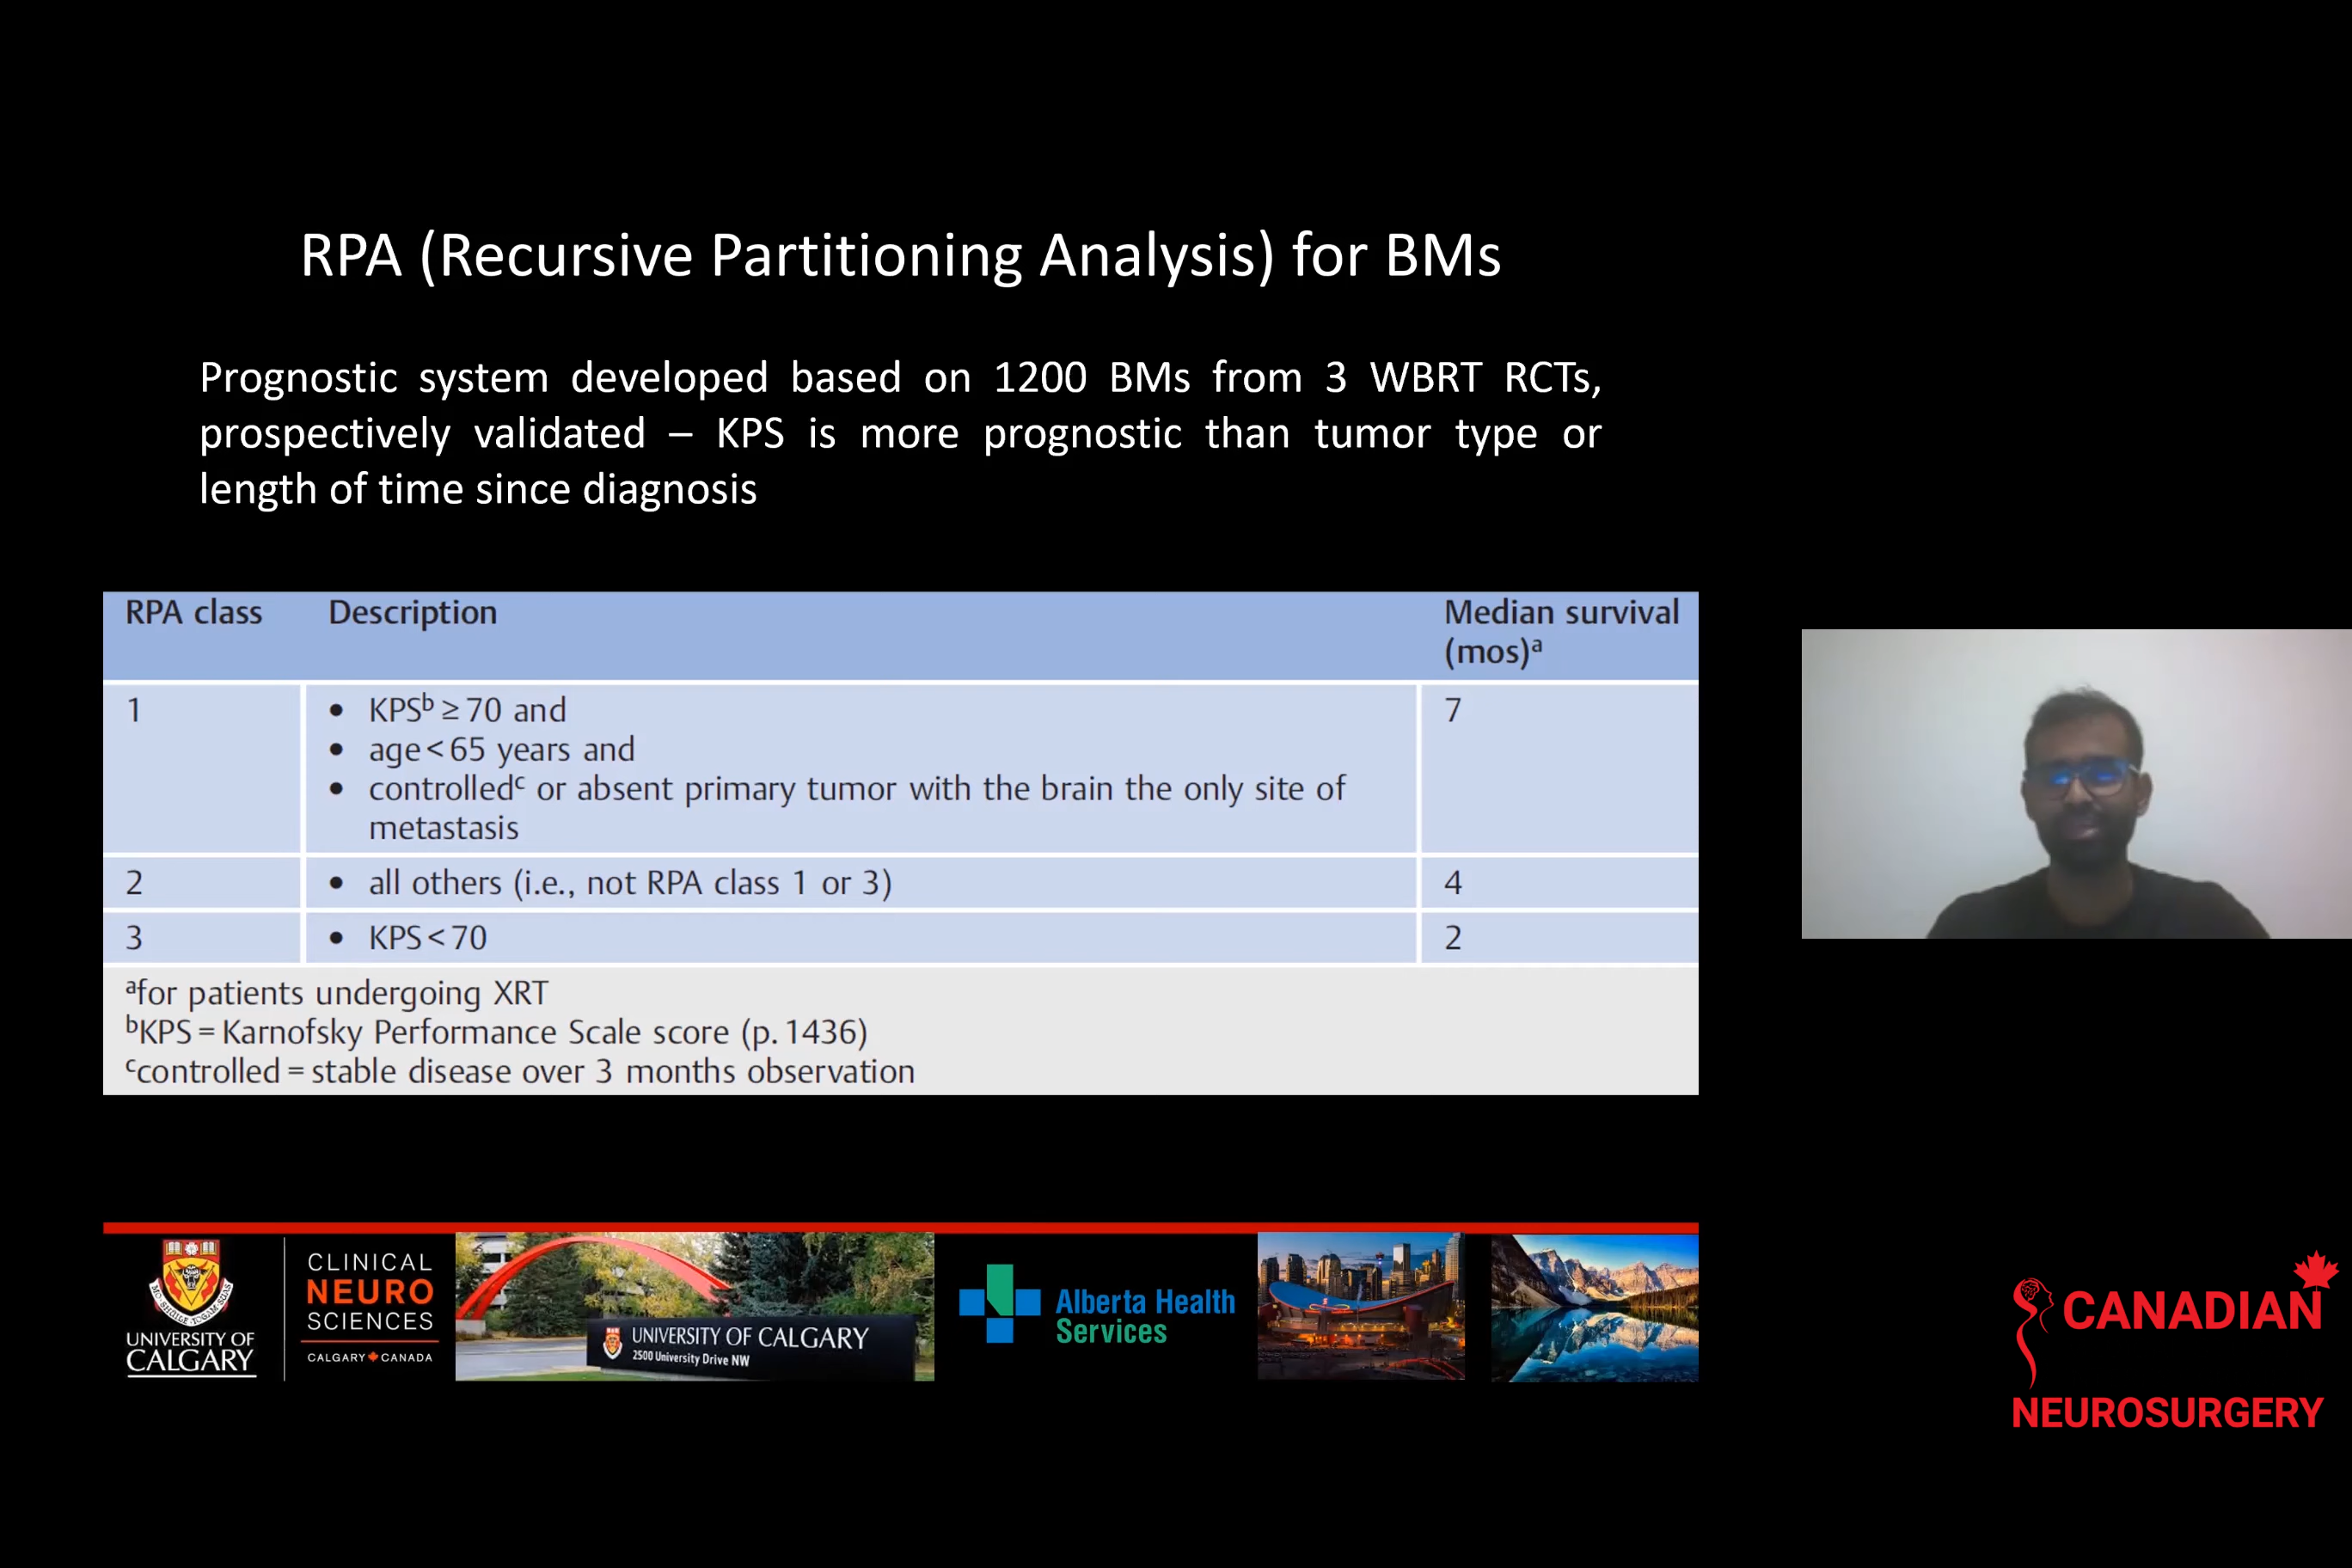 RPA (Recursive Partitioning Analysis) for BMs
Prognostic system developed based on 1200 BMs from 3 WBRT RCTs,
prospectively validated – KPS is more prognostic than tumor type or
length of time since diagnosis
RPA class Description Median survival
(mos)ᵃ
1 • KPSᵇ ≥ 70 and 7
• age < 65 years and
• controlledᶜ or absent primary tumor with the brain the only site of
metastasis
2 • all others (i.e., not RPA class 1 or 3) 4
3 • KPS < 70 2
ᵃfor patients undergoing XRT
ᵇKPS = Karnofsky Performance Scale score (p. 1436)
ᶜcontrolled = stable disease over 3 months observation
UNIVERSITY OF
CALGARY
CLINICAL
NEURO
SCIENCES
CALGARY CANADA
UNIVERSITY OF CALGARY
2500 University Drive NW
Alberta Health
Services
CANADIAN
NEUROSURGERY